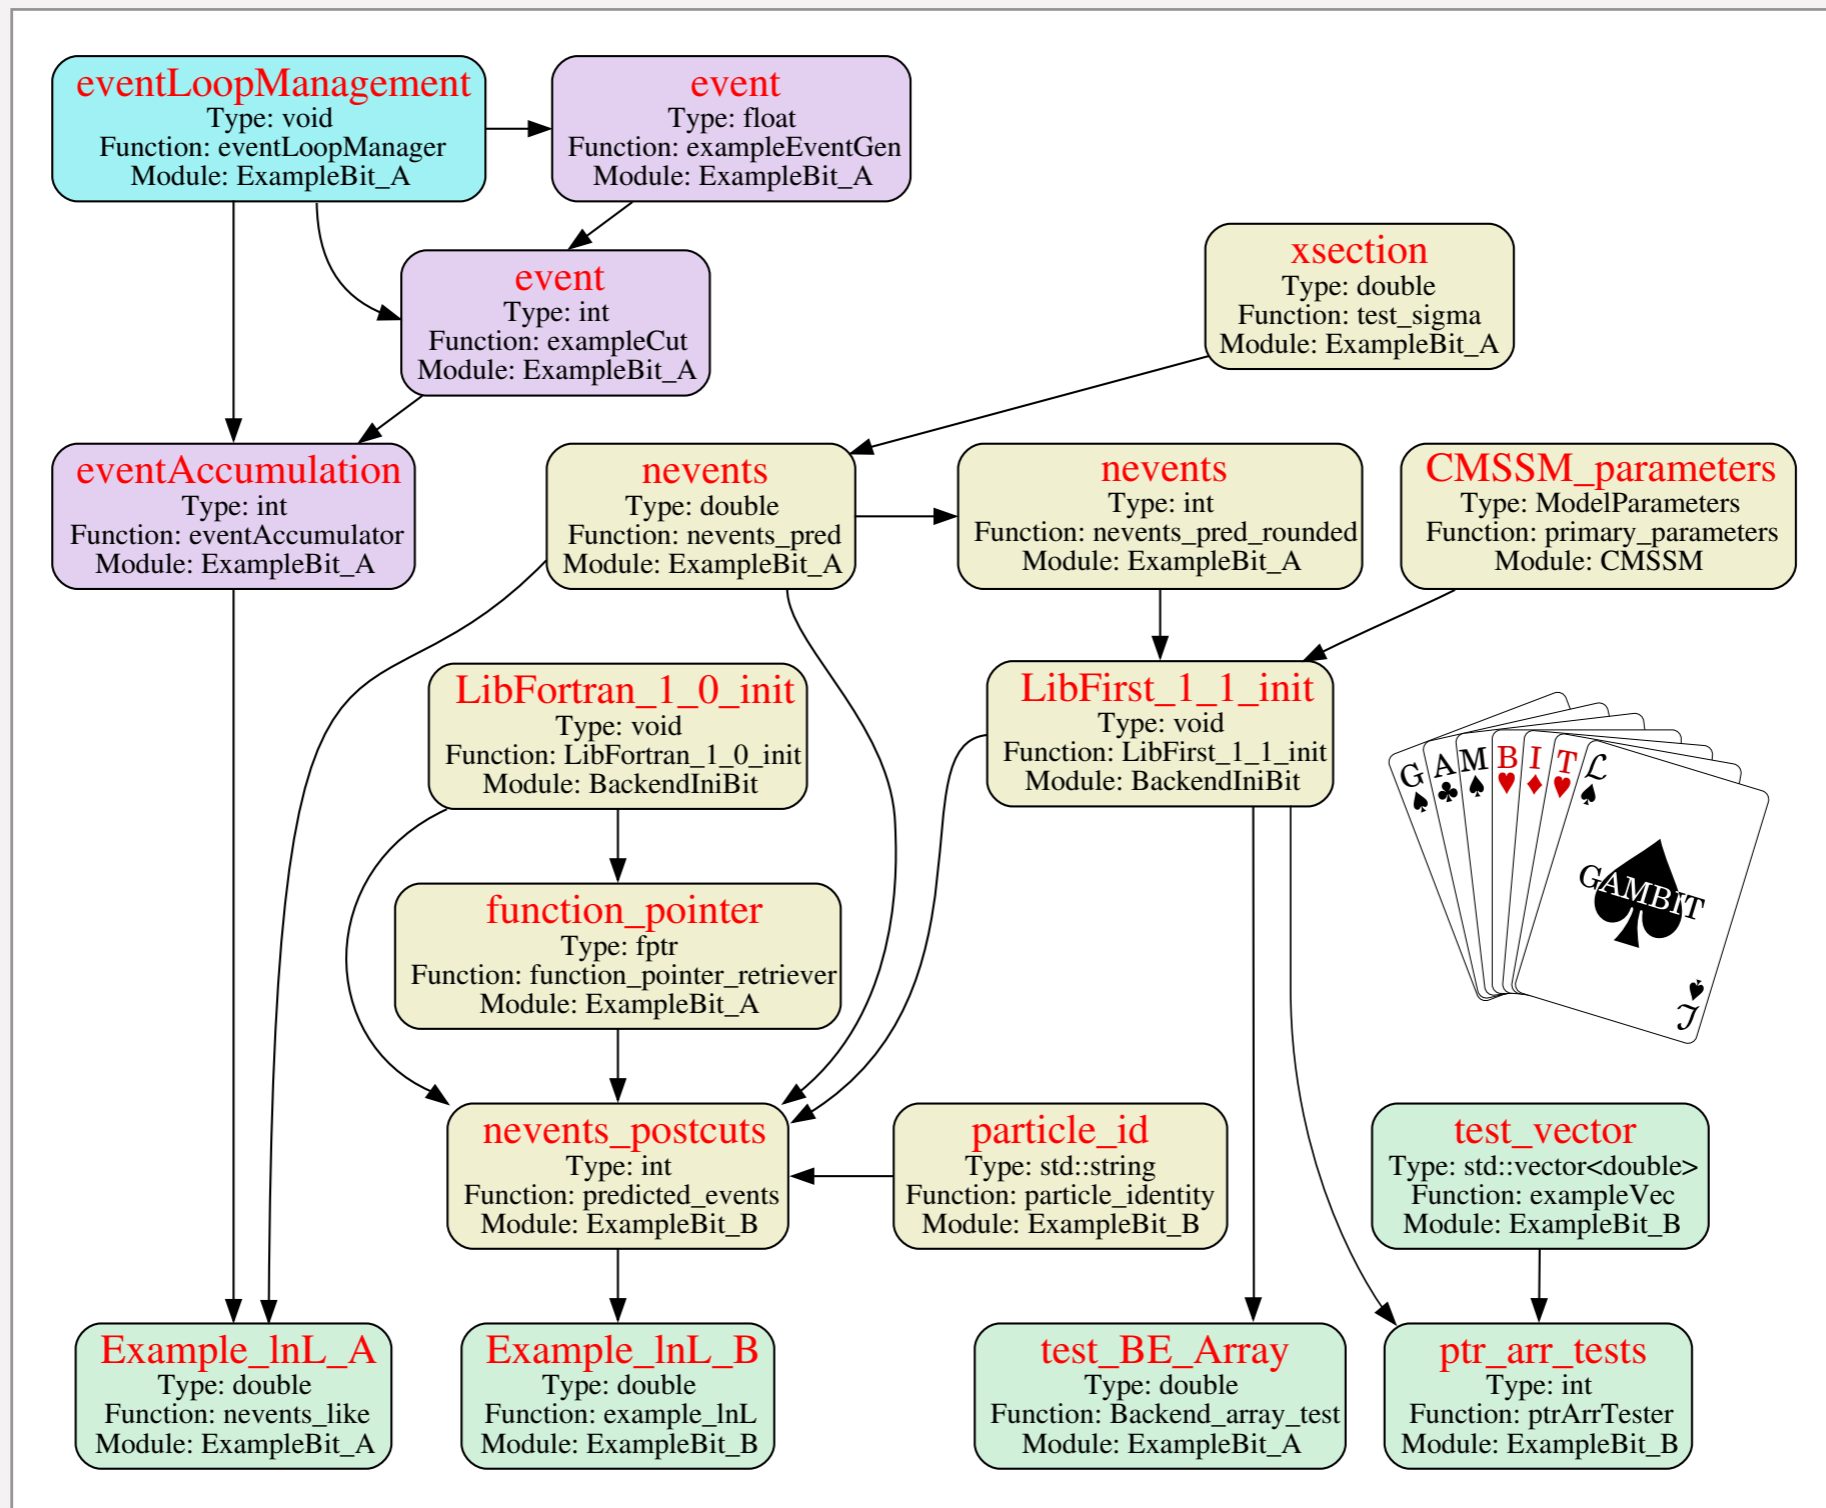 eventLoopManagement
Type: void
Function: eventLoopManager
Module: ExampleBit_A
event
Type: float
Function: exampleEventGen
Module: ExampleBit_A
event
Type: int
Function: exampleCut
Module: ExampleBit_A
xsection
Type: double
Function: test_sigma
Module: ExampleBit_A
eventAccumulation
Type: int
Function: eventAccumulator
Module: ExampleBit_A
nevents
Type: double
Function: nevents_pred
Module: ExampleBit_A
nevents
Type: int
Function: nevents_pred_rounded
Module: ExampleBit_A
CMSSM_parameters
Type: ModelParameters
Function: primary_parameters
Module: CMSSM
LibFortran_1_0_init
Type: void
Function: LibFortran_1_0_init
Module: BackendIniBit
LibFirst_1_1_init
Type: void
Function: LibFirst_1_1_init
Module: BackendIniBit
G A M B I T ℒ
GAMBIT
ℒ
function_pointer
Type: fptr
Function: function_pointer_retriever
Module: ExampleBit_A
nevents_postcuts
Type: int
Function: predicted_events
Module: ExampleBit_B
particle_id
Type: std::string
Function: particle_identity
Module: ExampleBit_B
test_vector
Type: std::vector<double>
Function: exampleVec
Module: ExampleBit_B
Example_lnL_A
Type: double
Function: nevents_like
Module: ExampleBit_A
Example_lnL_B
Type: double
Function: example_lnL
Module: ExampleBit_B
test_BE_Array
Type: double
Function: Backend_array_test
Module: ExampleBit_A
ptr_arr_tests
Type: int
Function: ptrArrTester
Module: ExampleBit_B